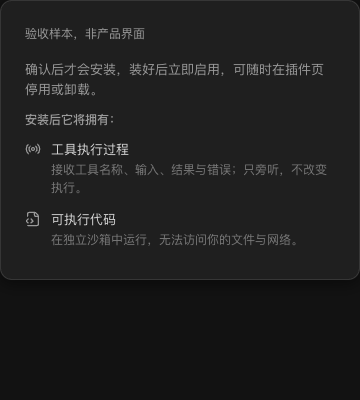 验收样本，非产品界面
确认后才会安装，装好后立即启用，可随时在插件页
停用或卸载。
安装后它将拥有：
工具执行过程
接收工具名称、输入、结果与错误；只旁听，不改变
执行。
可执行代码
在独立沙箱中运行，无法访问你的文件与网络。